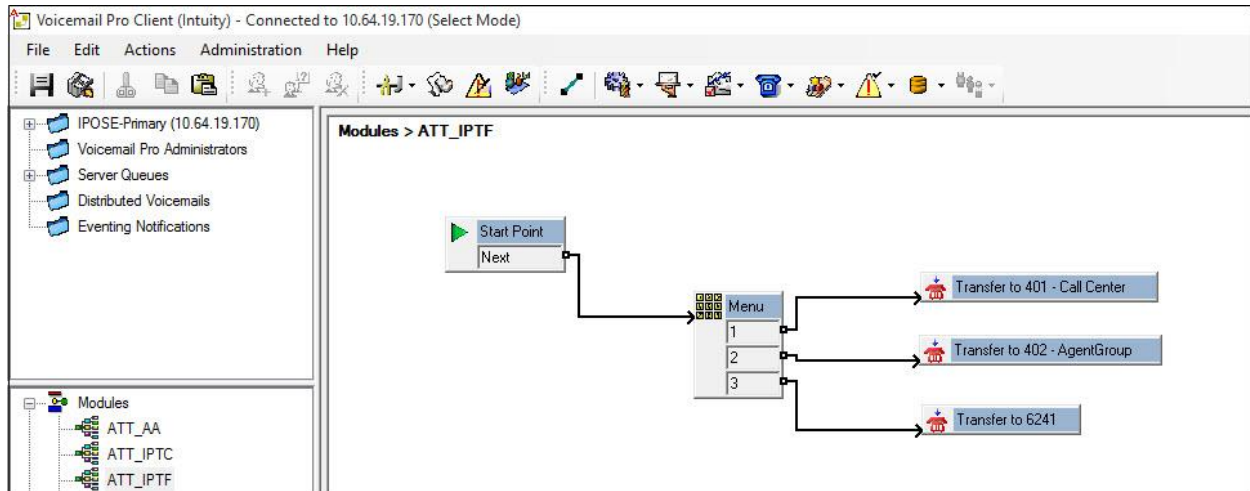 Voicemail Pro Client (Intuity) - Connected to 10.64.19.170 (Select Mode)
File Edit Actions Administration Help
IPOSE-Primary (10.64.19.170)
Voicemail Pro Administrators
Server Queues
Distributed Voicemails
Eventing Notifications
Modules
ATT_AA
ATT_IPTC
ATT_IPTF
Modules > ATT_IPTF
Start Point
Next
Menu
1
2
3
Transfer to 401 - Call Center
Transfer to 402 - AgentGroup
Transfer to 6241